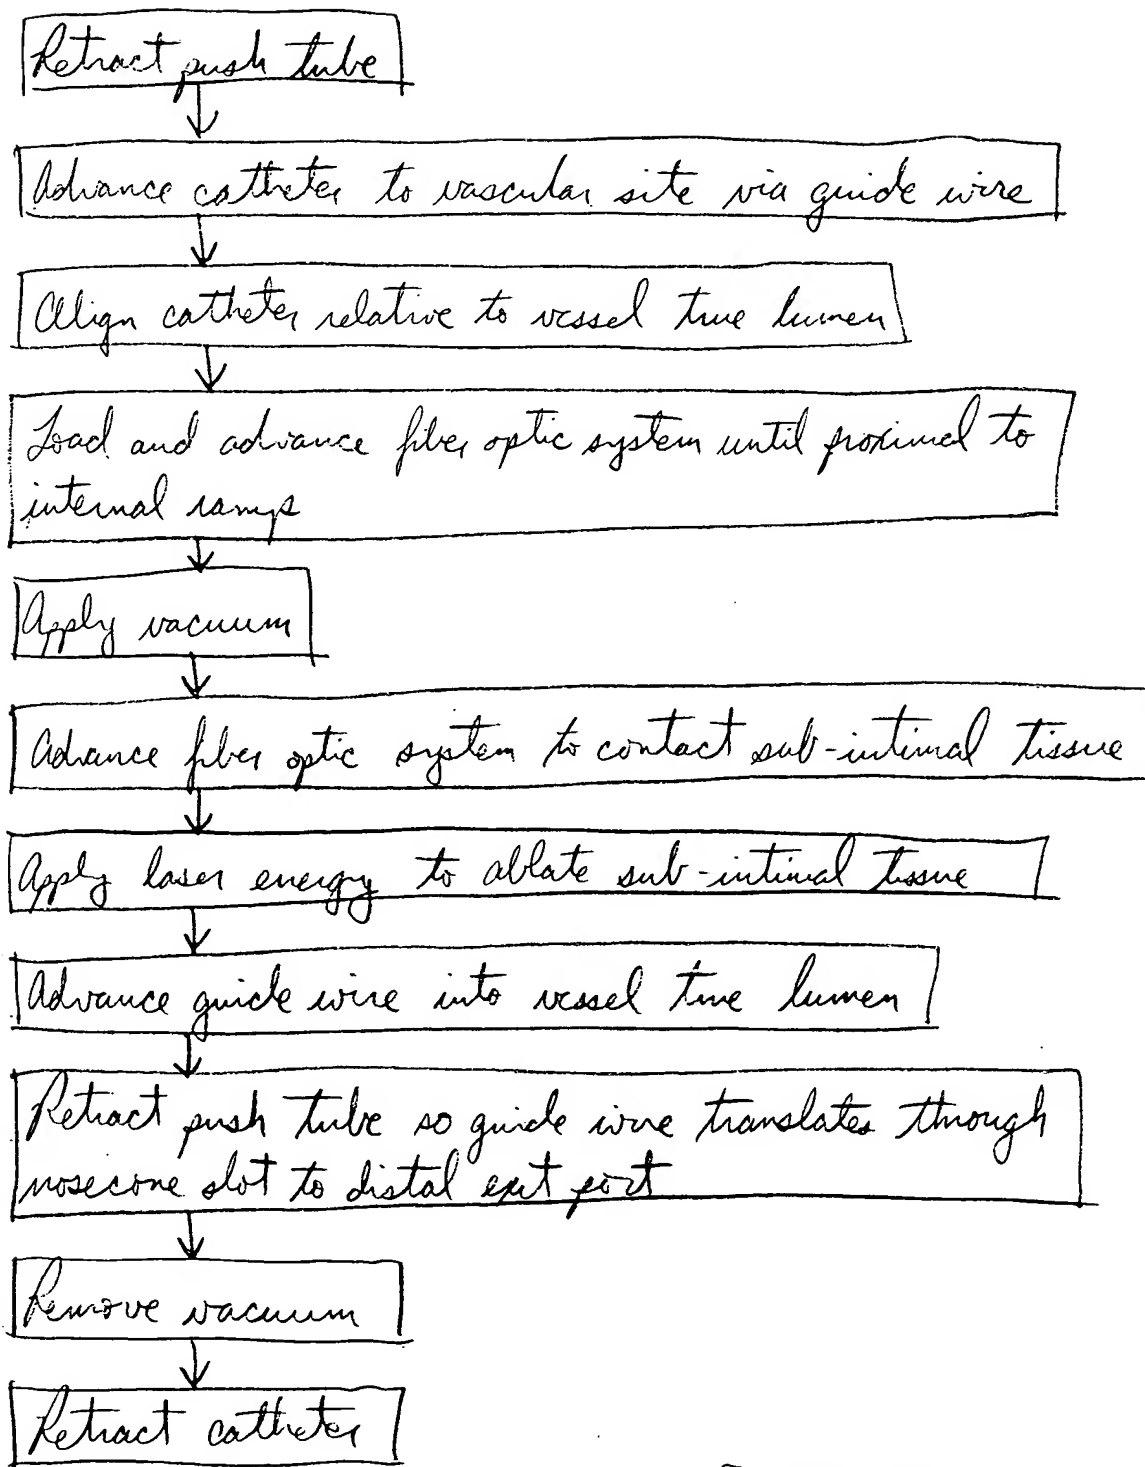 Retract push tube
Advance catheter to vascular site via guide wire
Align catheter relative to vessel true lumen
Load and advance fiber optic system until proximal to
internal ramps
Apply vacuum
Advance fiber optic system to contact sub-intimal tissue
Apply laser energy to ablate sub-intimal tissue
Advance guide wire into vessel true lumen
Retract push tube so guide wire translates through
nosecone slot to distal exit port
Remove vacuum
Retract catheter